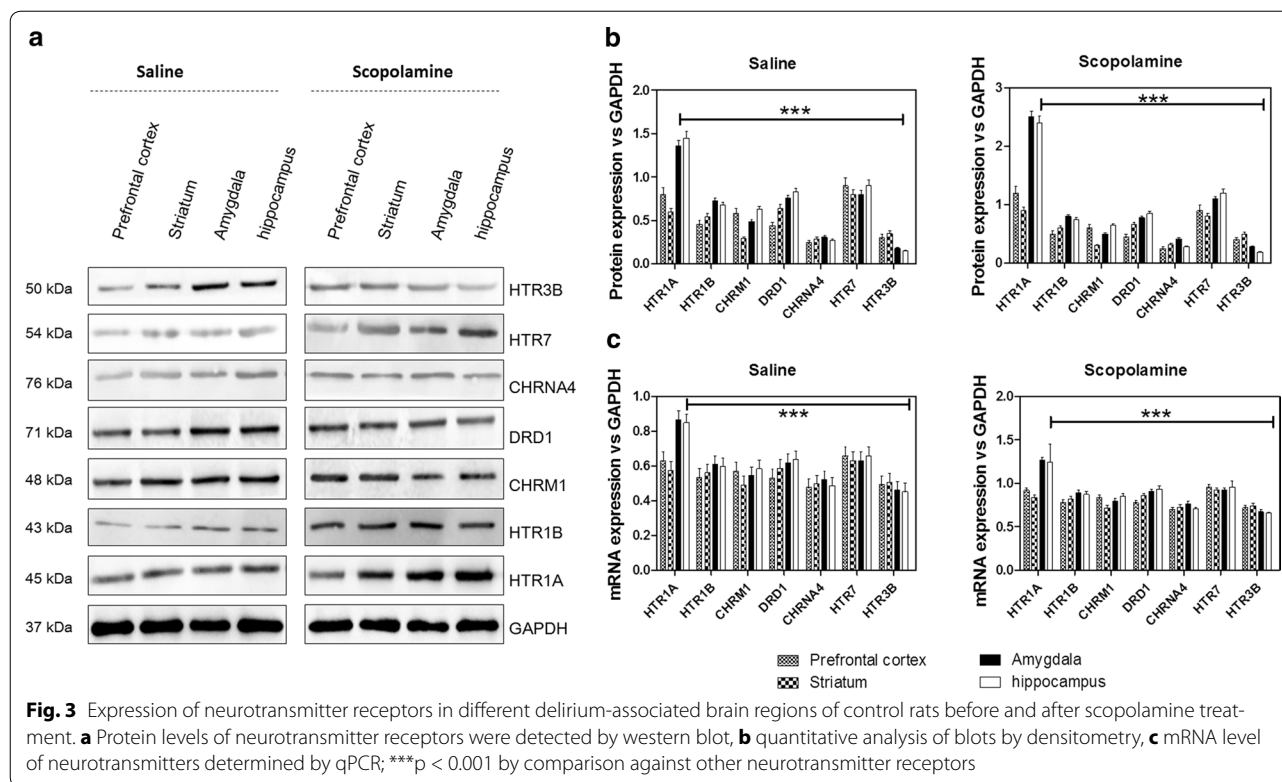 a
Saline Scopolamine
Prefrontal cortex Striatum Amygdala hippocampus Prefrontal cortex Striatum Amygdala hippocampus
50 kDa HTR3B
54 kDa HTR7
76 kDa CHRNA4
71 kDa DRD1
48 kDa CHRM1
43 kDa HTR1B
45 kDa HTR1A
37 kDa GAPDH
b
Saline
Protein expression vs GAPDH
2.0
1.5
1.0
0.5
0.0
***
HTR1A HTR1B CHRM1 DRD1 CHRNA4 HTR7 HTR3B
Scopolamine
Protein expression vs GAPDH
3
2
1
0
***
HTR1A HTR1B CHRM1 DRD1 CHRNA4 HTR7 HTR3B
c
Saline
mRNA expression vs GAPDH
1.0
0.8
0.6
0.4
0.2
0.0
***
HTR1A HTR1B CHRM1 DRD1 CHRNA4 HTR7 HTR3B
Scopolamine
mRNA expression vs GAPDH
2.0
1.5
1.0
0.5
0.0
***
HTR1A HTR1B CHRM1 DRD1 CHRNA4 HTR7 HTR3B
Prefrontal cortex Amygdala
Striatum hippocampus
Fig. 3 Expression of neurotransmitter receptors in different delirium-associated brain regions of control rats before and after scopolamine treat-
ment. a Protein levels of neurotransmitter receptors were detected by western blot, b quantitative analysis of blots by densitometry, c mRNA level
of neurotransmitters determined by qPCR; ***p < 0.001 by comparison against other neurotransmitter receptors